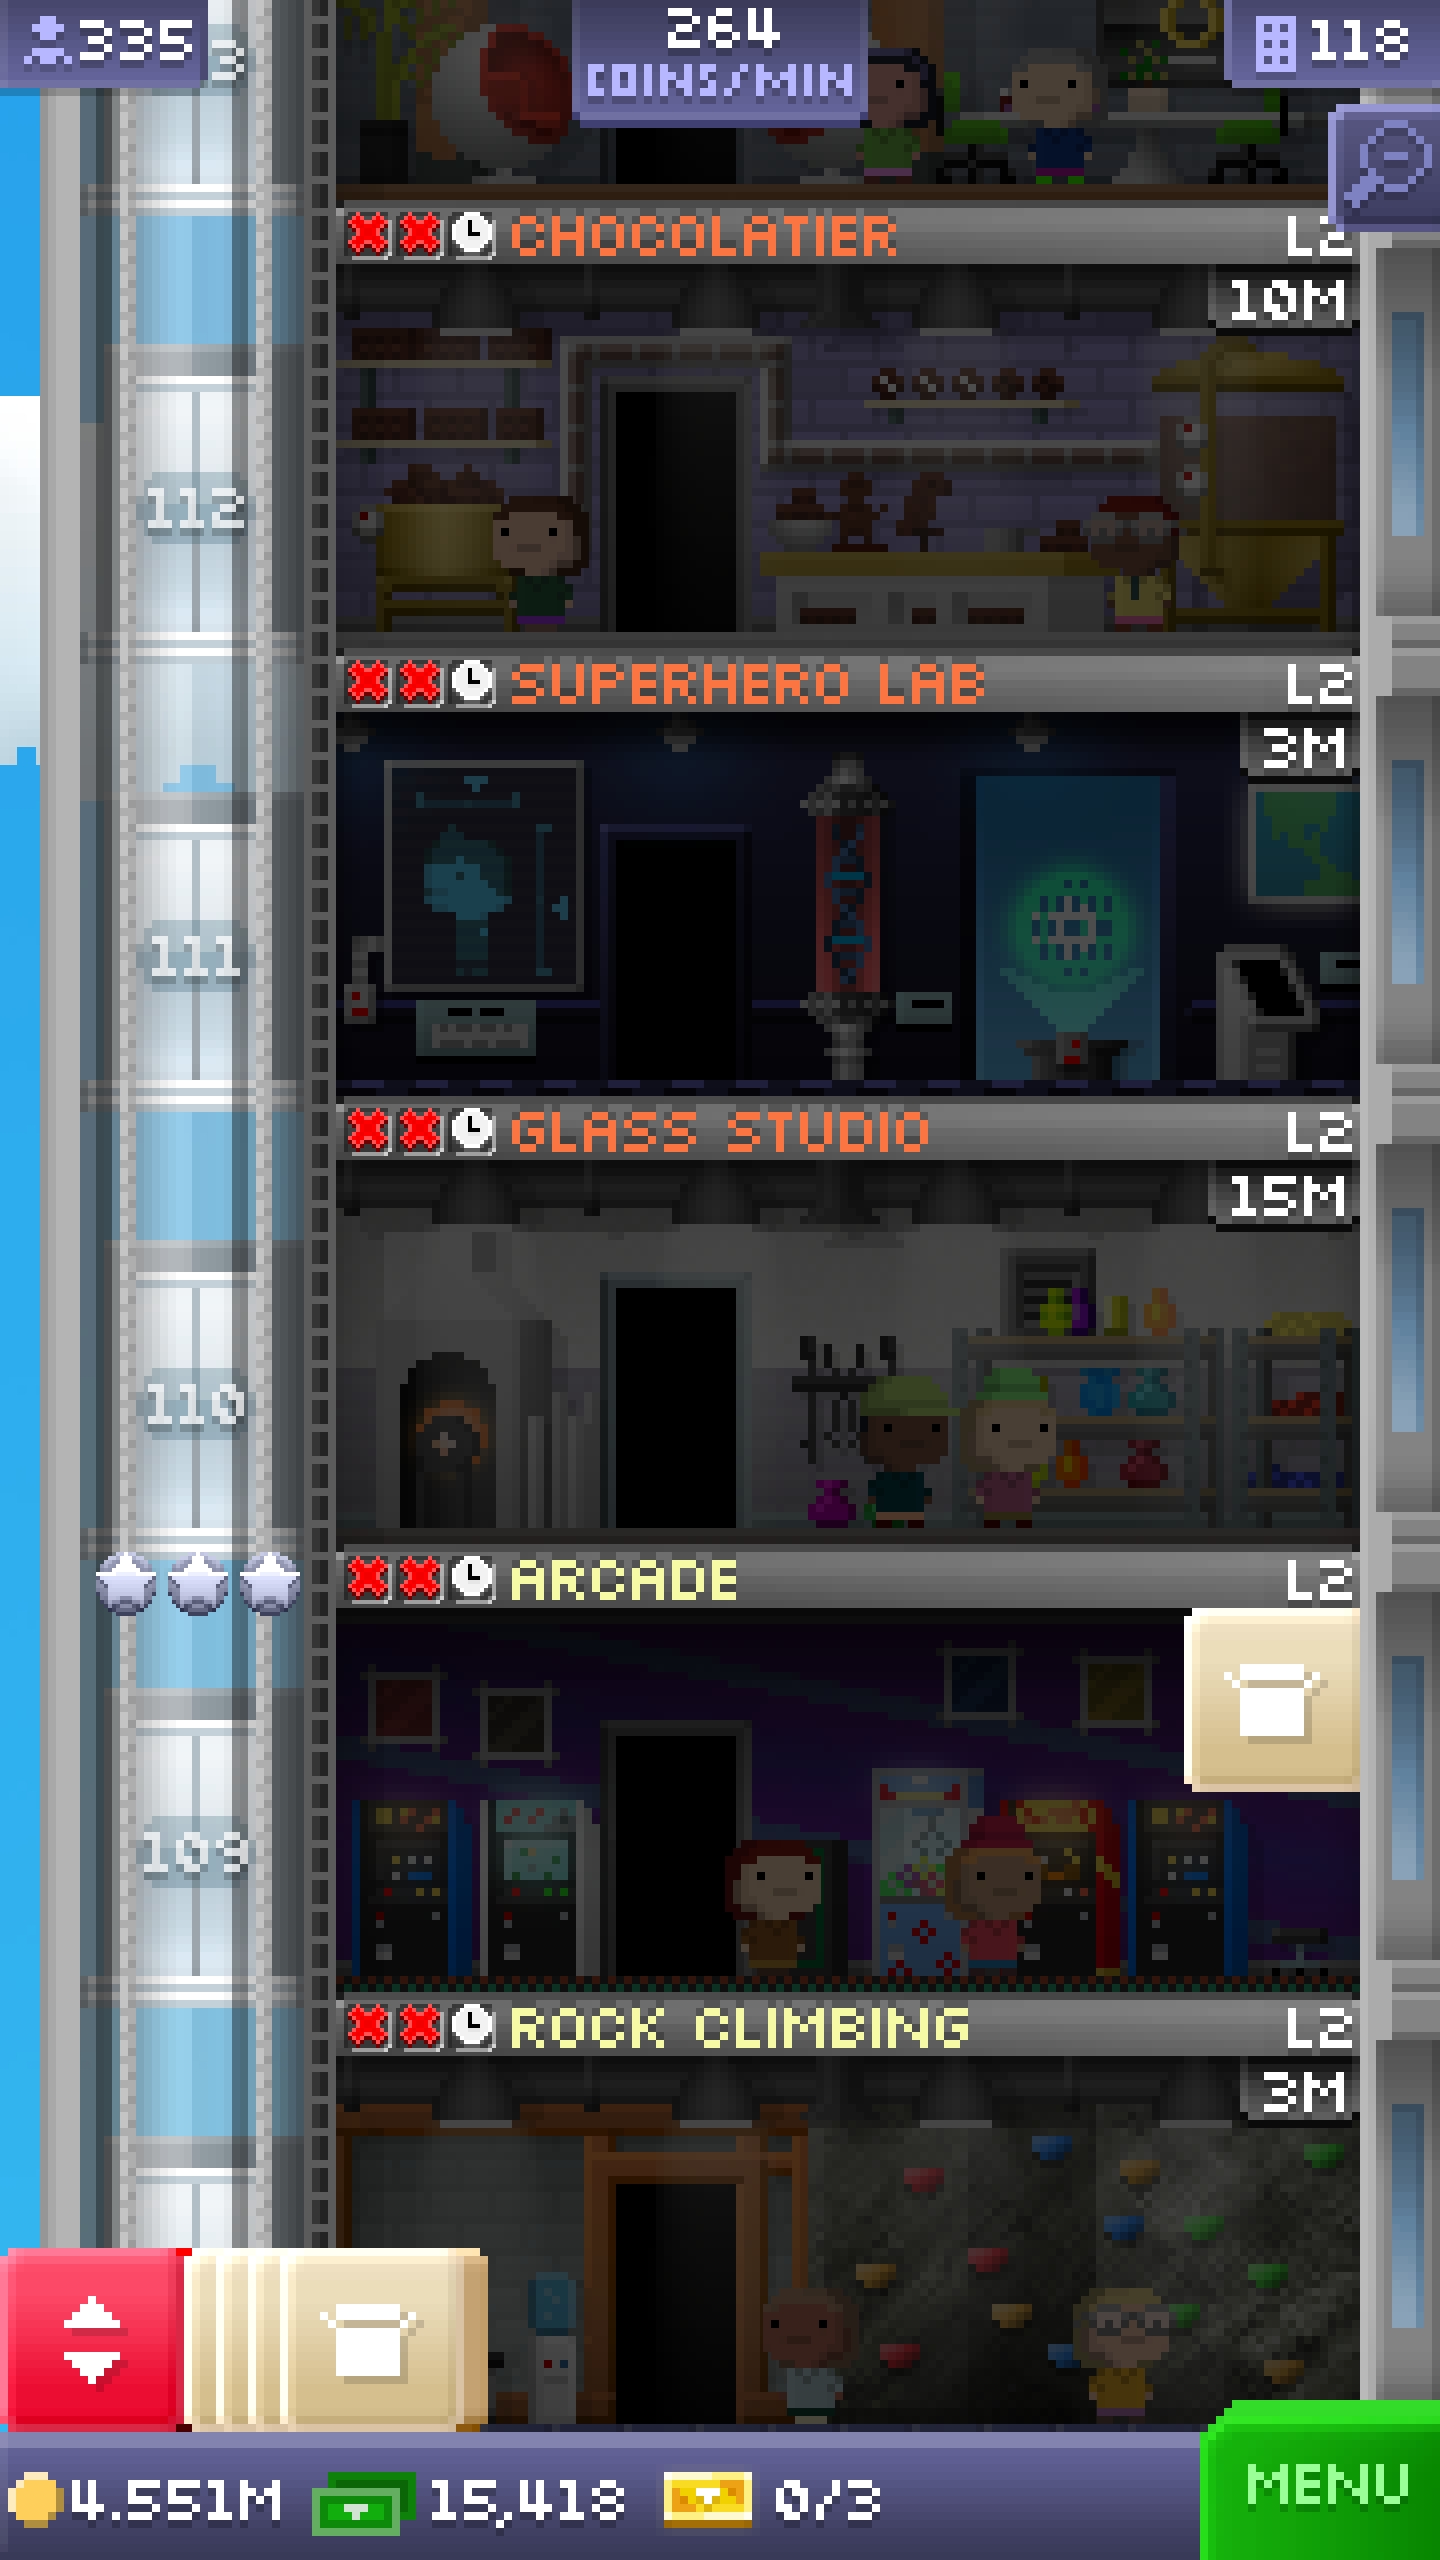 335
3
264
COINS/MIN
118
CHOCOLATIER
L2
10M
112
SUPERHERO LAB
L2
3M
111
GLASS STUDIO
L2
15M
110
ARCADE
L2
109
ROCK CLIMBING
L2
3M
4.551M
15,418
0/3
MENU